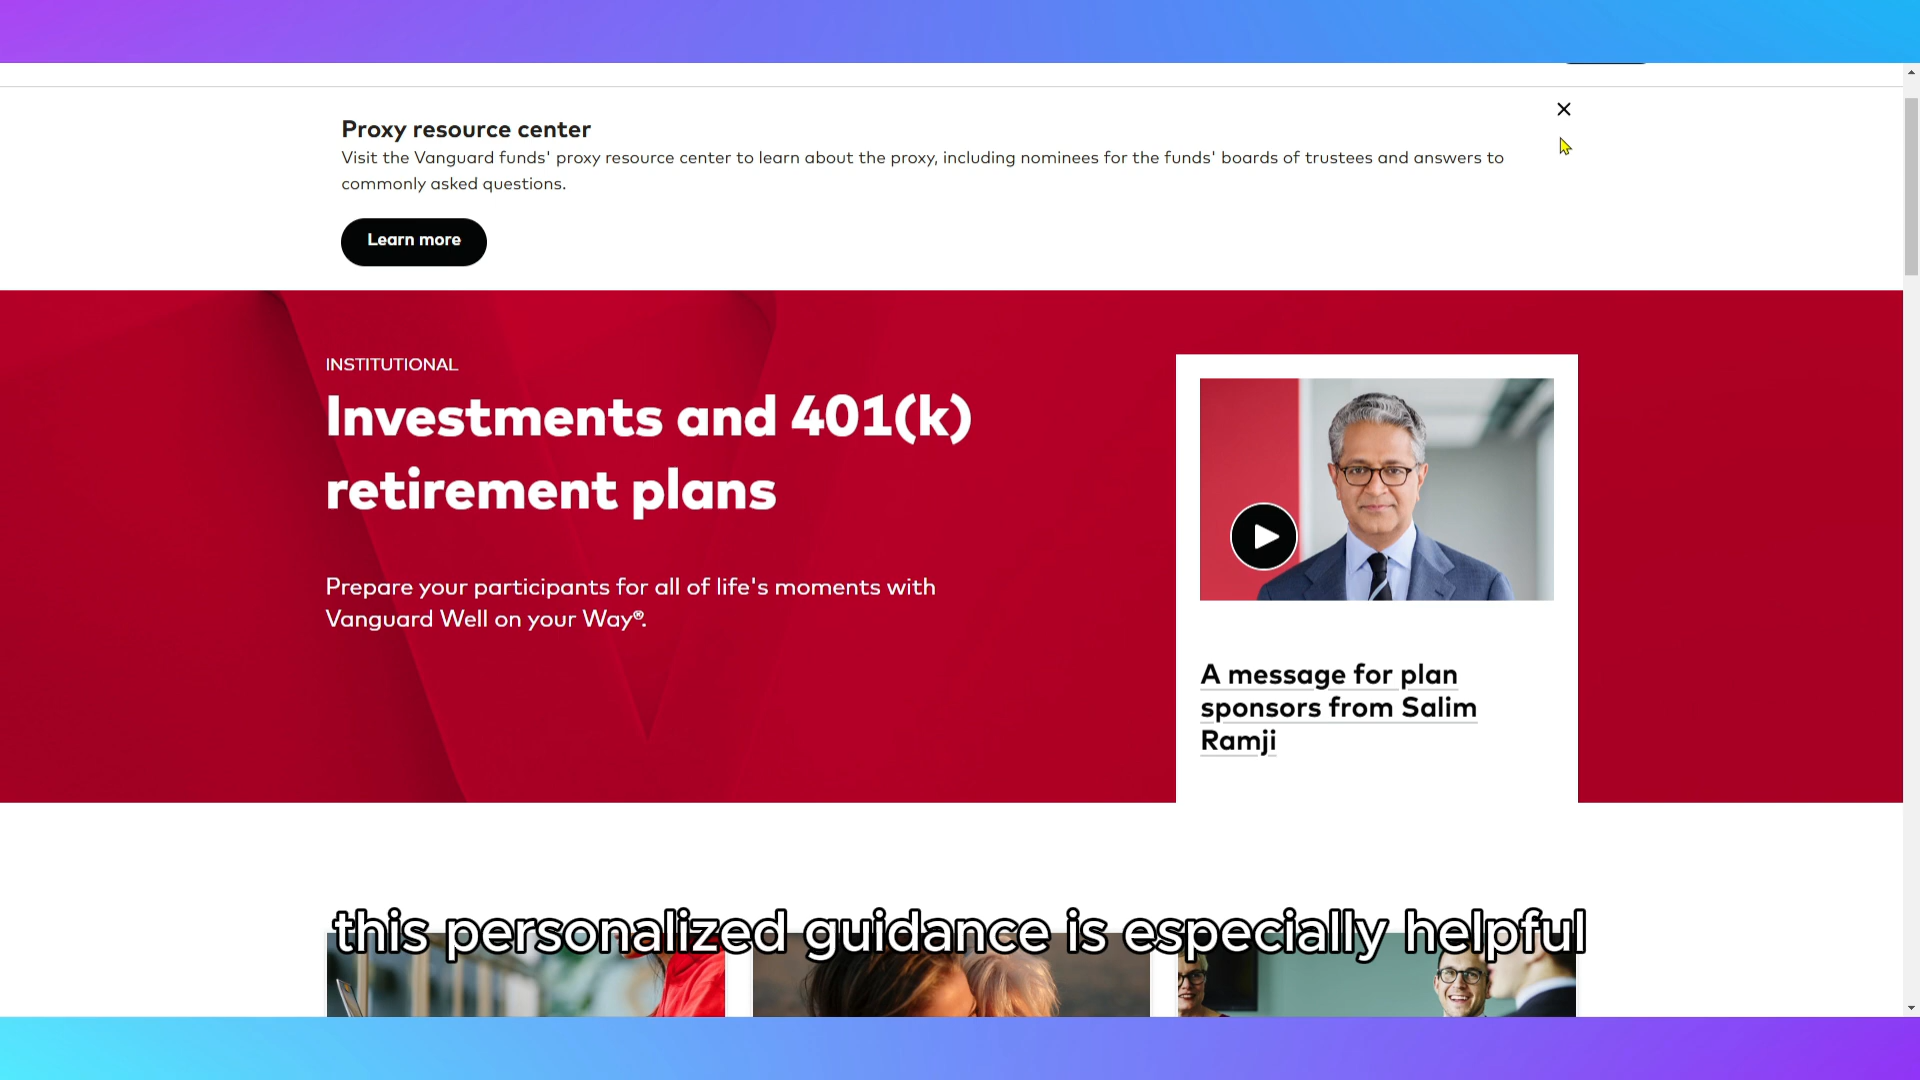 Proxy resource center
Visit the Vanguard funds' proxy resource center to learn about the proxy, including nominees for the funds' boards of trustees and answers to
commonly asked questions.
Learn more
INSTITUTIONAL
Investments and 401(k)
retirement plans
Prepare your participants for all of life's moments with
Vanguard Well on your Way®.
A message for plan
sponsors from Salim
Ramji
this personalized guidance is especially helpful